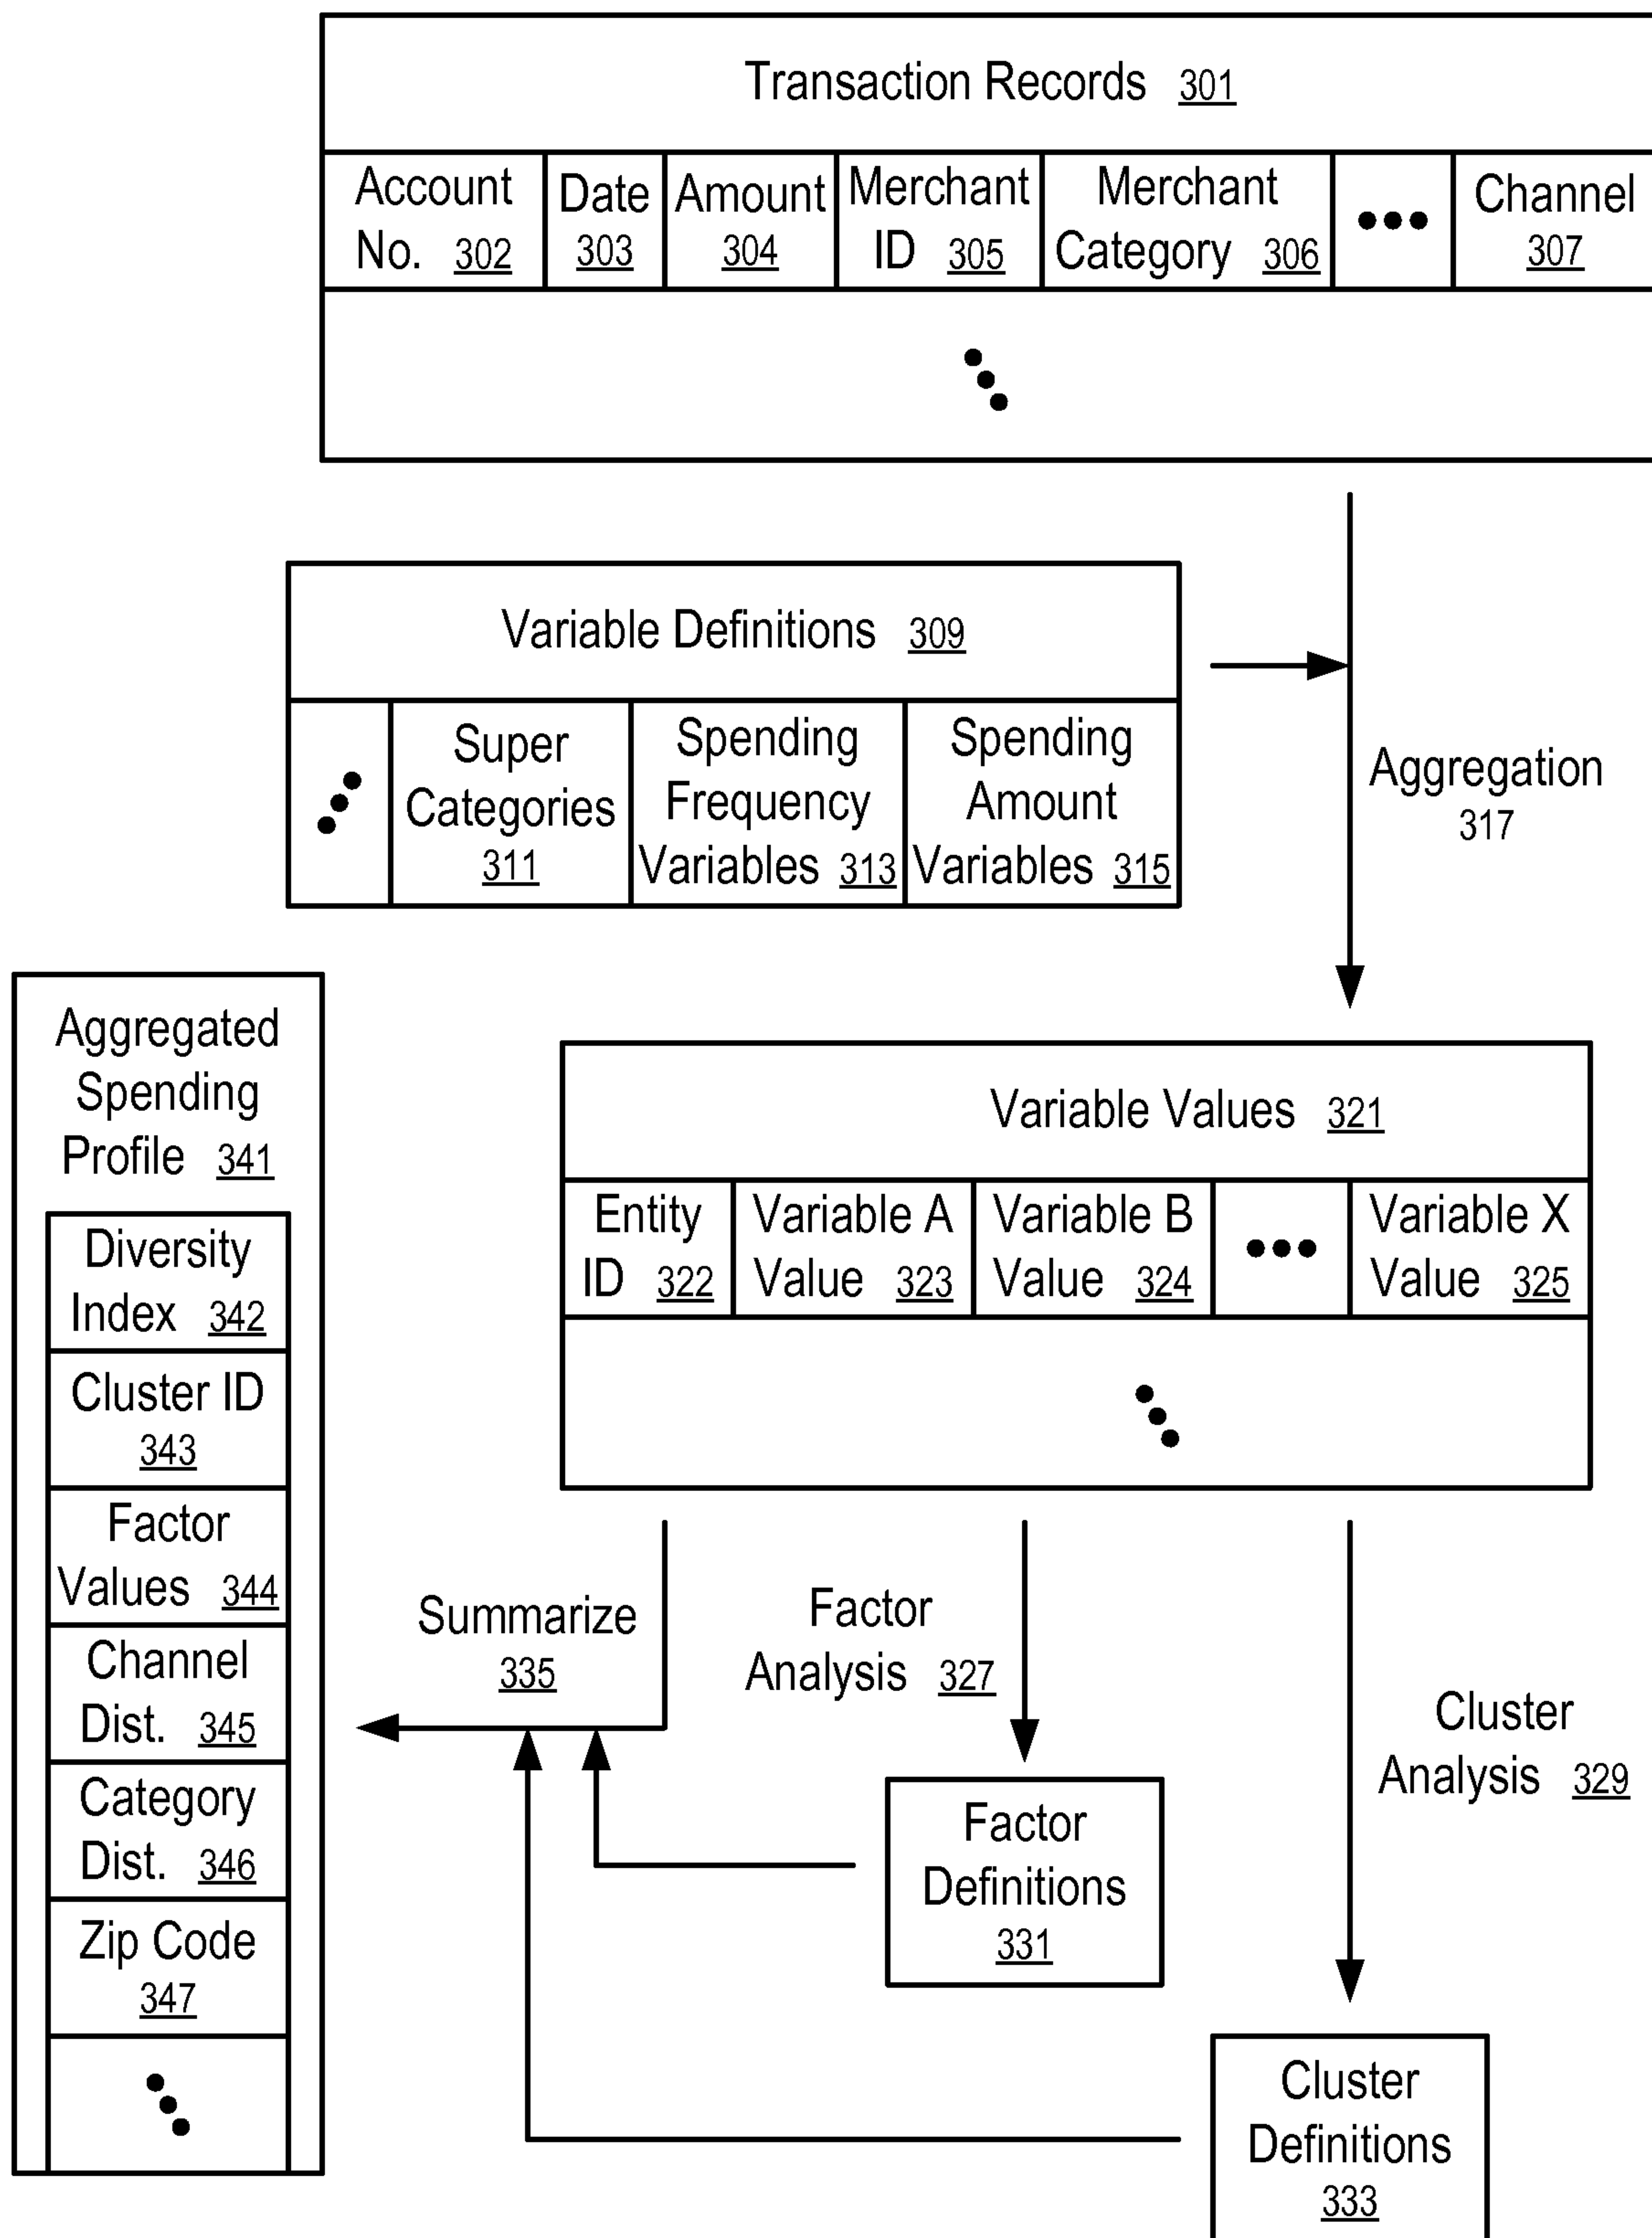 Transaction Records 301
Account
No. 302
Date
303
Amount
304
Merchant
ID 305
Merchant
Category 306
•••
Channel
307
Variable Definitions 309
Super
Categories
311
Spending
Frequency
Variables 313
Spending
Amount
Variables 315
Aggregation
317
Aggregated
Spending
Profile 341
Diversity
Index 342
Cluster ID
343
Factor
Values 344
Channel
Dist. 345
Category
Dist. 346
Zip Code
347
Variable Values 321
Entity
ID 322
Variable A
Value 323
Variable B
Value 324
•••
Variable X
Value 325
Summarize
335
Factor
Analysis 327
Cluster
Analysis 329
Factor
Definitions
331
Cluster
Definitions
333